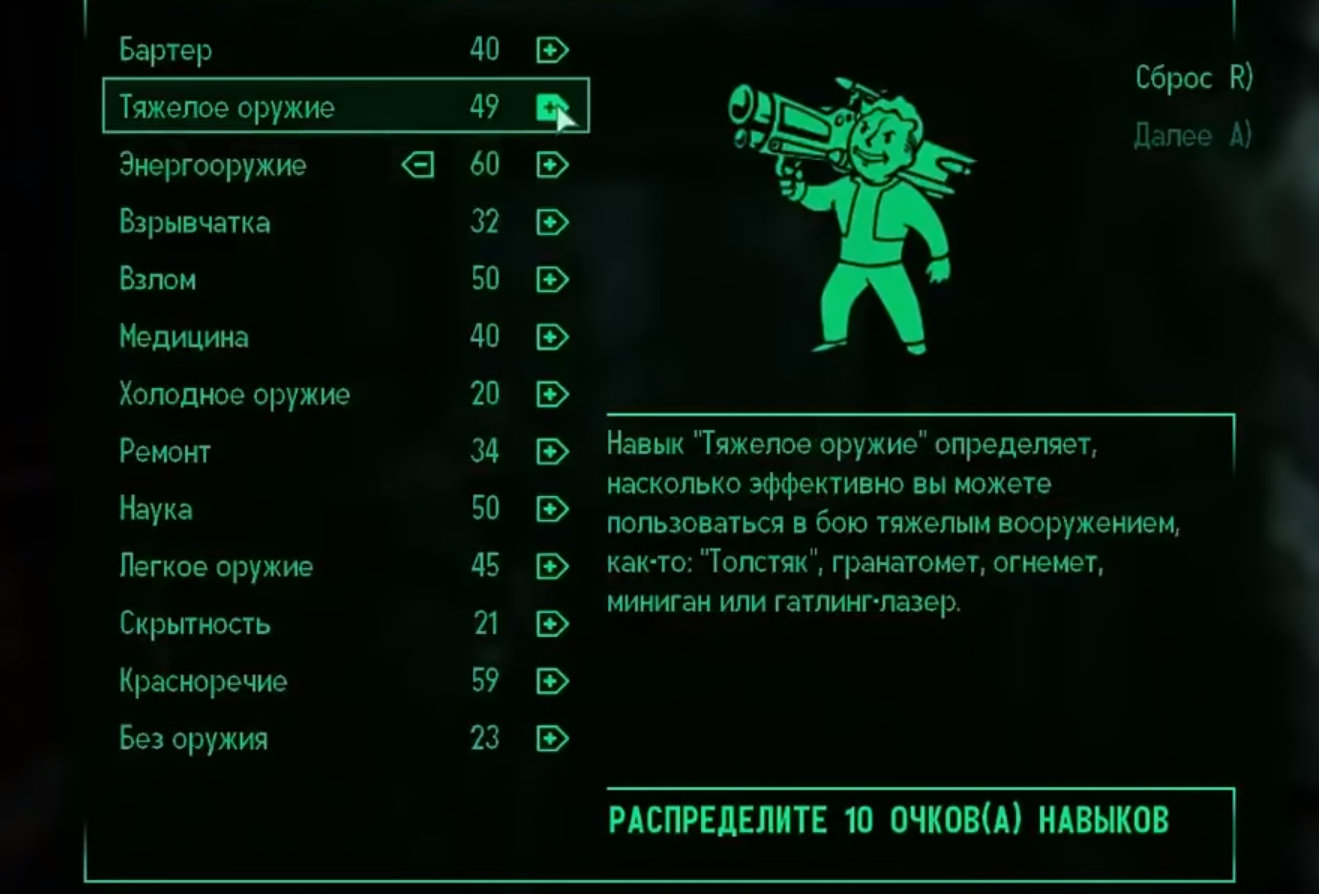 Бартер 40
Сброс R)
Тяжелое оружие 49
Далее A)
Энергооружие 60
Взрывчатка 32
Взлом 50
Медицина 40
Холодное оружие 20
Ремонт 34
Наука 50
Легкое оружие 45
Скрытность 21
Красноречие 59
Без оружия 23
Навык "Тяжелое оружие" определяет,
насколько эффективно вы можете
пользоваться в бою тяжелым вооружением,
как-то: "Толстяк", гранатомет, огнемет,
миниган или гатлинг-лазер.
РАСПРЕДЕЛИТЕ 10 ОЧКОВ(А) НАВЫКОВ